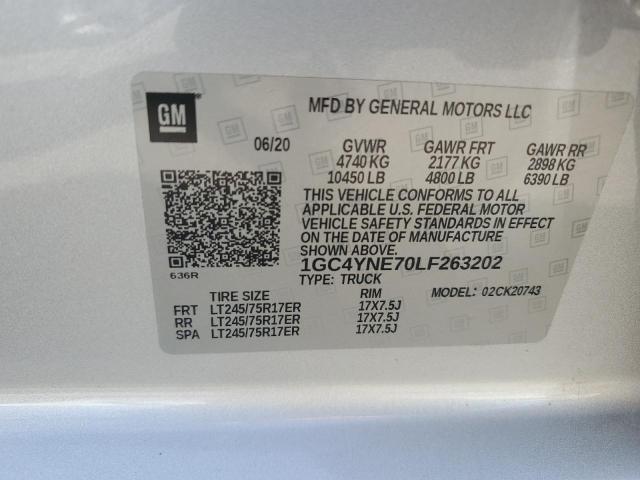 GM
MFD BY GENERAL MOTORS LLC
06/20 GVWR GAWR FRT GAWR RR
4740 KG 2177 KG 2898 KG
10450 LB 4800 LB 6390 LB
THIS VEHICLE CONFORMS TO ALL
APPLICABLE U.S. FEDERAL MOTOR
VEHICLE SAFETY STANDARDS IN EFFECT
ON THE DATE OF MANUFACTURE
SHOWN ABOVE.
636R 1GC4YNE70LF263202
TYPE: TRUCK MODEL: 02CK20743
TIRE SIZE RIM
FRT LT245/75R17ER 17X7.5J
RR LT245/75R17ER 17X7.5J
SPA LT245/75R17ER 17X7.5J